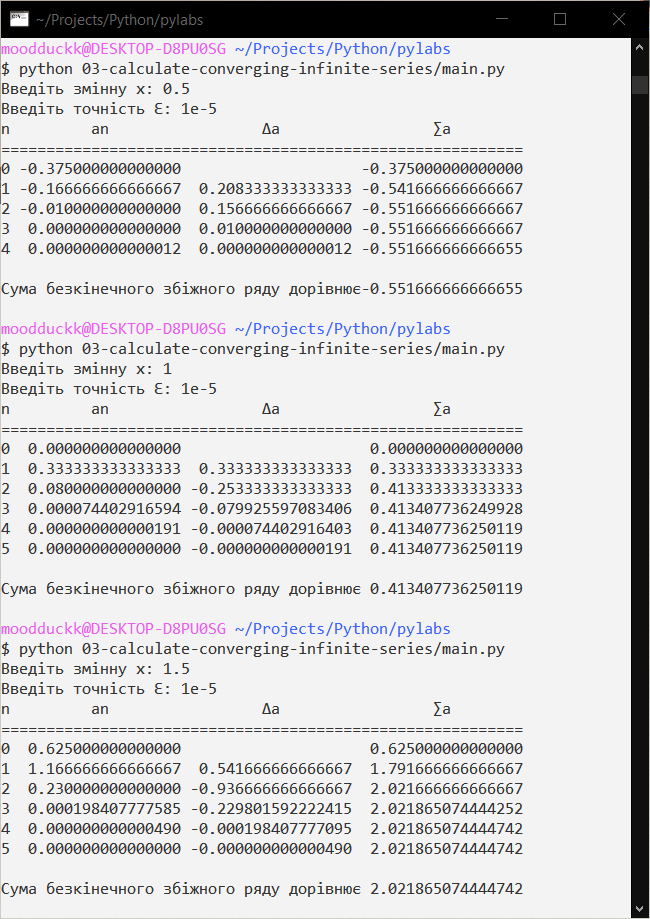 ~/Projects/Python/pylabs
moodduckk@DESKTOP-D8PU0SG ~/Projects/Python/pylabs
$ python 03-calculate-converging-infinite-series/main.py
Введіть змінну x: 0.5
Введіть точність Ɛ: 1e-5
n an Δa ∑a
==========================================================
0 -0.375000000000000 -0.375000000000000
1 -0.166666666666667 0.208333333333333 -0.541666666666667
2 -0.010000000000000 0.156666666666667 -0.551666666666667
3 0.000000000000000 0.010000000000000 -0.551666666666667
4 0.000000000000012 0.000000000000012 -0.551666666666655
Сума безкінечного збіжного ряду дорівнює-0.551666666666655
moodduckk@DESKTOP-D8PU0SG ~/Projects/Python/pylabs
$ python 03-calculate-converging-infinite-series/main.py
Введіть змінну x: 1
Введіть точність Ɛ: 1e-5
n an Δa ∑a
==========================================================
0 0.000000000000000 0.000000000000000
1 0.333333333333333 0.333333333333333 0.333333333333333
2 0.080000000000000 -0.253333333333333 0.413333333333333
3 0.000074402916594 -0.079925597083406 0.413407736249928
4 0.000000000000191 -0.000074402916403 0.413407736250119
5 0.000000000000000 -0.000000000000191 0.413407736250119
Сума безкінечного збіжного ряду дорівнює 0.413407736250119
moodduckk@DESKTOP-D8PU0SG ~/Projects/Python/pylabs
$ python 03-calculate-converging-infinite-series/main.py
Введіть змінну x: 1.5
Введіть точність Ɛ: 1e-5
n an Δa ∑a
==========================================================
0 0.625000000000000 0.625000000000000
1 1.166666666666667 0.541666666666667 1.791666666666667
2 0.230000000000000 -0.936666666666667 2.021666666666667
3 0.000198407777585 -0.229801592222415 2.021865074444252
4 0.000000000000490 -0.000198407777095 2.021865074444742
5 0.000000000000000 -0.000000000000490 2.021865074444742
Сума безкінечного збіжного ряду дорівнює 2.021865074444742